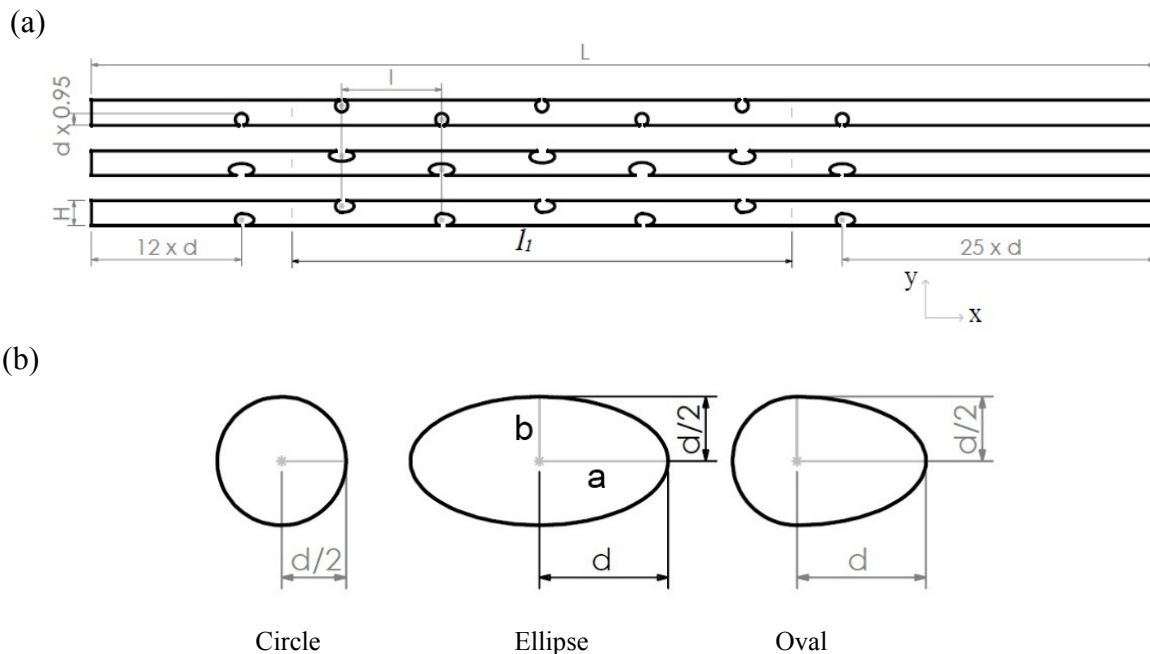 (a)
L
l
d x 0.95
H
12 x d
l1
25 x d
y
x
(b)
b
a
d/2
d/2
d/2
d
d
Circle Ellipse Oval